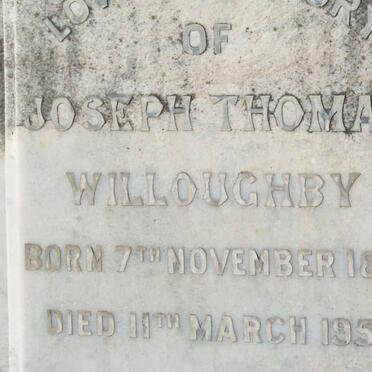 OF
JOSEPH THOMA
WILLOUGHBY
BORN 7TH NOVEMBER 18
DIED 11TH MARCH 195